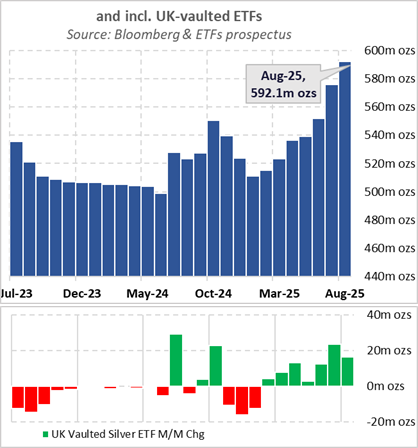 and incl. UK-vaulted ETFs
Source: Bloomberg & ETFs prospectus
600m ozs
Aug-25,
592.1m ozs
580m ozs
560m ozs
540m ozs
520m ozs
500m ozs
480m ozs
460m ozs
440m ozs
Jul-23 Dec-23 May-24 Oct-24 Mar-25 Aug-25
40m ozs
20m ozs
0m ozs
-20m ozs
UK Vaulted Silver ETF M/M Chg
-40m ozs